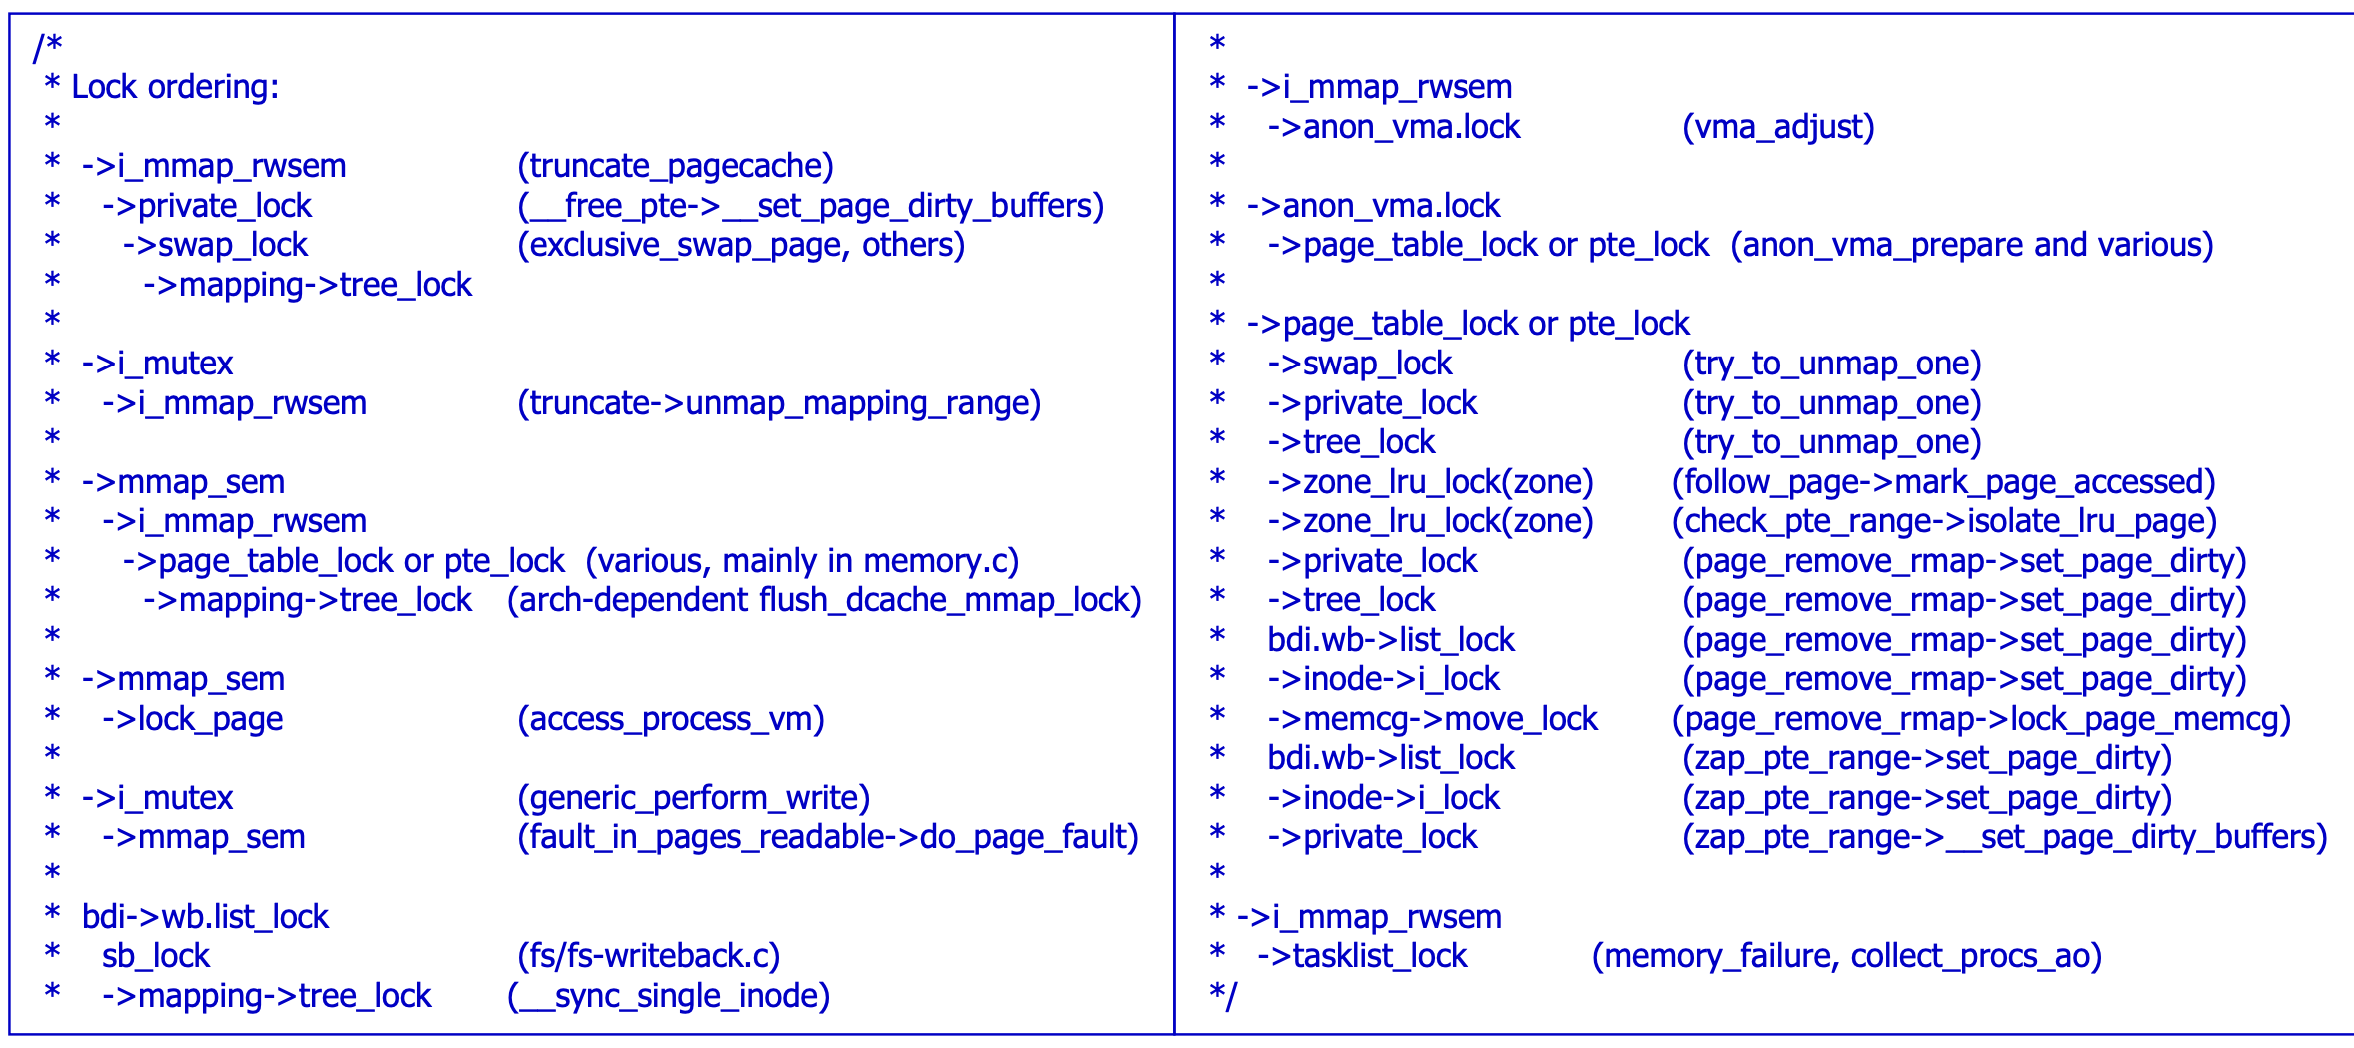 /*
 * Lock ordering:
 *
 *  ->i_mmap_rwsem                 (truncate_pagecache)
 *    ->private_lock                  (__free_pte->__set_page_dirty_buffers)
 *      ->swap_lock                    (exclusive_swap_page, others)
 *        ->mapping->tree_lock
 *
 *  ->i_mutex
 *    ->i_mmap_rwsem               (truncate->unmap_mapping_range)
 *
 *  ->mmap_sem
 *    ->i_mmap_rwsem
 *      ->page_table_lock or pte_lock  (various, mainly in memory.c)
 *        ->mapping->tree_lock   (arch-dependent flush_dcache_mmap_lock)
 *
 *  ->mmap_sem
 *    ->lock_page                     (access_process_vm)
 *
 *  ->i_mutex                          (generic_perform_write)
 *    ->mmap_sem                    (fault_in_pages_readable->do_page_fault)
 *
 *  bdi->wb.list_lock
 *    sb_lock                            (fs/fs-writeback.c)
 *    ->mapping->tree_lock       (__sync_single_inode)
 *
 *  ->i_mmap_rwsem
 *    ->anon_vma.lock               (vma_adjust)
 *
 *  ->anon_vma.lock
 *    ->page_table_lock or pte_lock  (anon_vma_prepare and various)
 *
 *  ->page_table_lock or pte_lock
 *    ->swap_lock                      (try_to_unmap_one)
 *    ->private_lock                   (try_to_unmap_one)
 *    ->tree_lock                       (try_to_unmap_one)
 *    ->zone_lru_lock(zone)       (follow_page->mark_page_accessed)
 *    ->zone_lru_lock(zone)       (check_pte_range->isolate_lru_page)
 *    ->private_lock                   (page_remove_rmap->set_page_dirty)
 *    ->tree_lock                       (page_remove_rmap->set_page_dirty)
 *    bdi.wb->list_lock               (page_remove_rmap->set_page_dirty)
 *    ->inode->i_lock                 (page_remove_rmap->set_page_dirty)
 *    ->memcg->move_lock       (page_remove_rmap->lock_page_memcg)
 *    bdi.wb->list_lock               (zap_pte_range->set_page_dirty)
 *    ->inode->i_lock                 (zap_pte_range->set_page_dirty)
 *    ->private_lock                   (zap_pte_range->__set_page_dirty_buffers)
 *
 * ->i_mmap_rwsem
 *   ->tasklist_lock            (memory_failure, collect_procs_ao)
 */